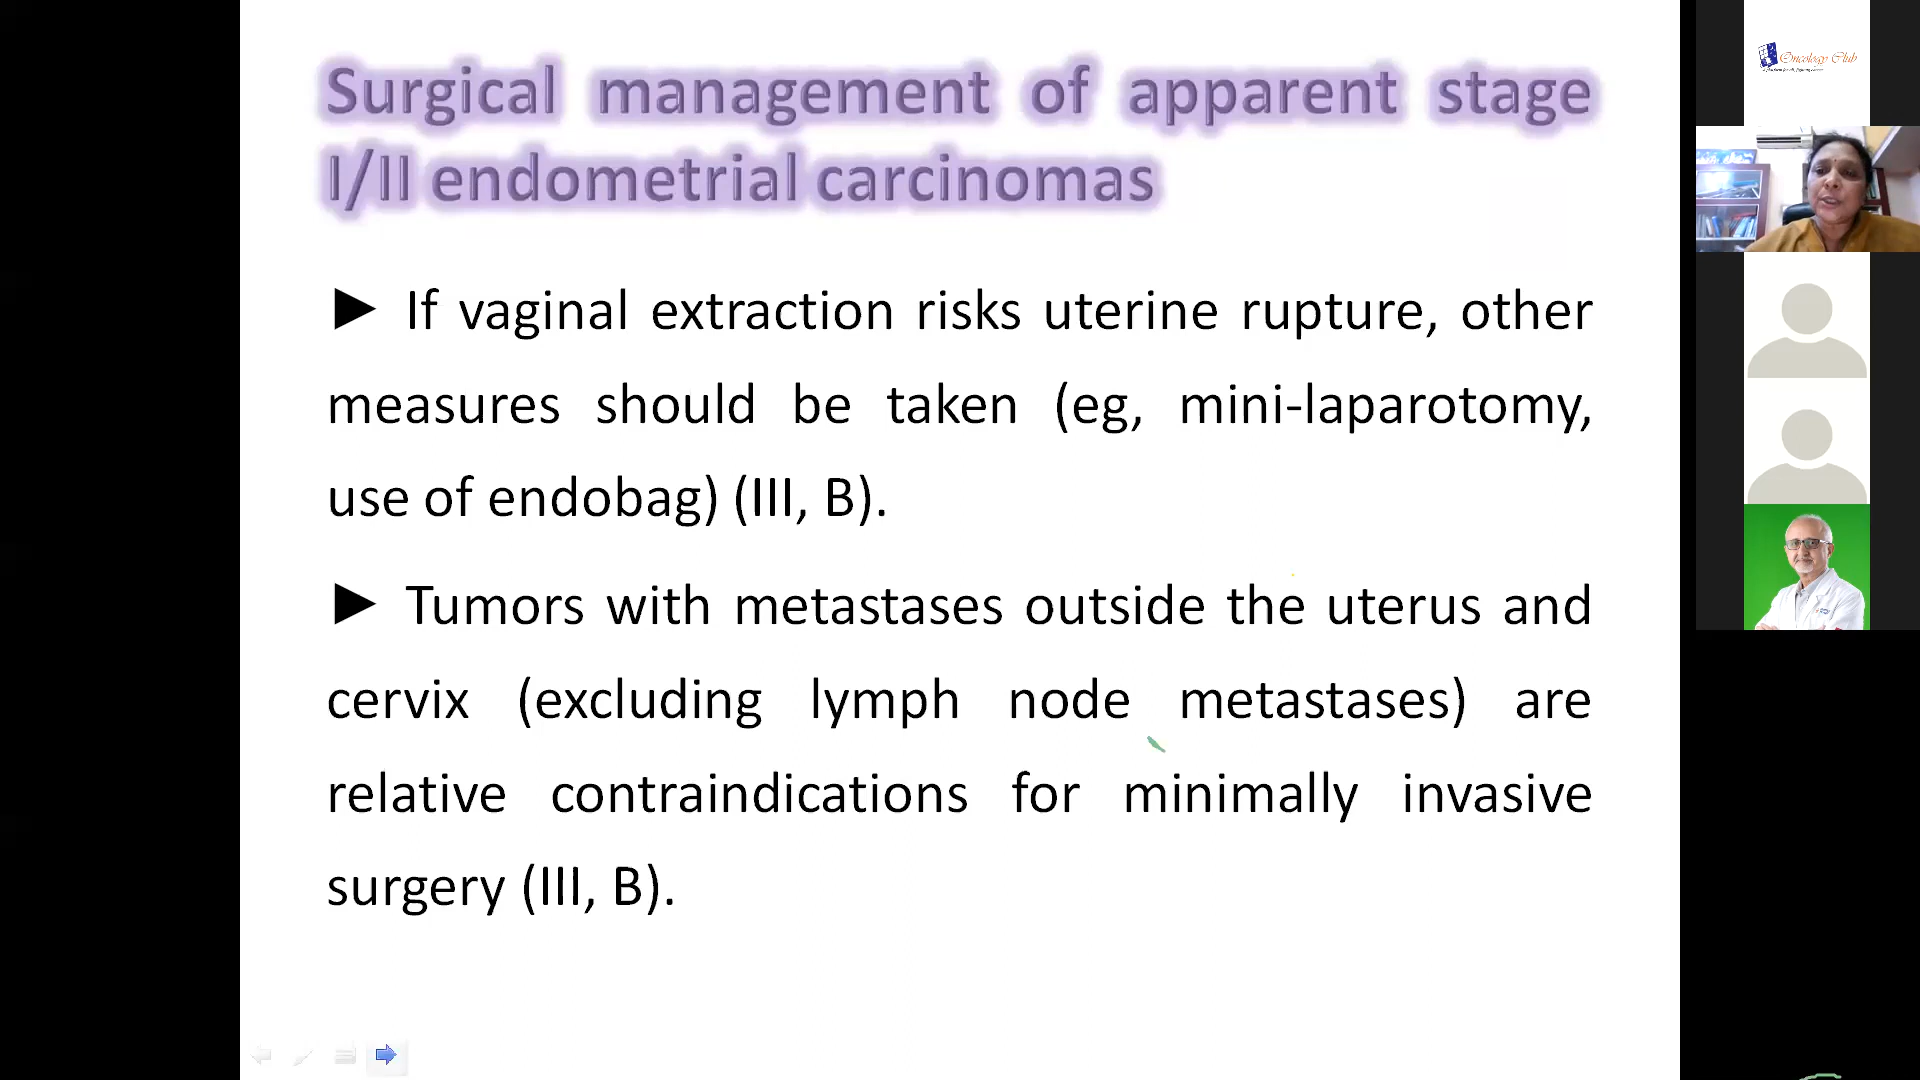 Surgical management of apparent stage
I/II endometrial carcinomas
► If vaginal extraction risks uterine rupture, other
measures should be taken (eg, mini-laparotomy,
use of endobag) (III, B).
► Tumors with metastases outside the uterus and
cervix (excluding lymph node metastases) are
relative contraindications for minimally invasive
surgery (III, B).
Oncology Club